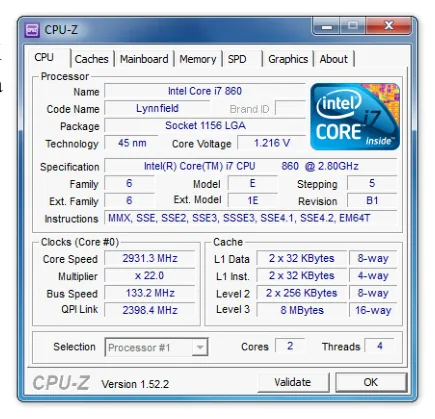 CPU-Z
CPU Caches Mainboard Memory SPD Graphics About
Processor
Name Intel Core i7 860
Code Name Lynnfield Brand ID
Package Socket 1156 LGA
Technology 45 nm Core Voltage 1.216 V
intel CORE i7 inside™
Specification Intel(R) Core(TM) i7 CPU 860 @ 2.80GHz
Family 6 Model E Stepping 5
Ext. Family 6 Ext. Model 1E Revision B1
Instructions MMX, SSE, SSE2, SSE3, SSSE3, SSE4.1, SSE4.2, EM64T
Clocks (Core #0)
Core Speed 2931.3 MHz
Multiplier x 22.0
Bus Speed 133.2 MHz
QPI Link 2398.4 MHz
Cache
L1 Data 2 x 32 KBytes 8-way
L1 Inst. 2 x 32 KBytes 4-way
Level 2 2 x 256 KBytes 8-way
Level 3 8 MBytes 16-way
Selection Processor #1 Cores 2 Threads 4
CPU-Z Version 1.52.2 Validate OK